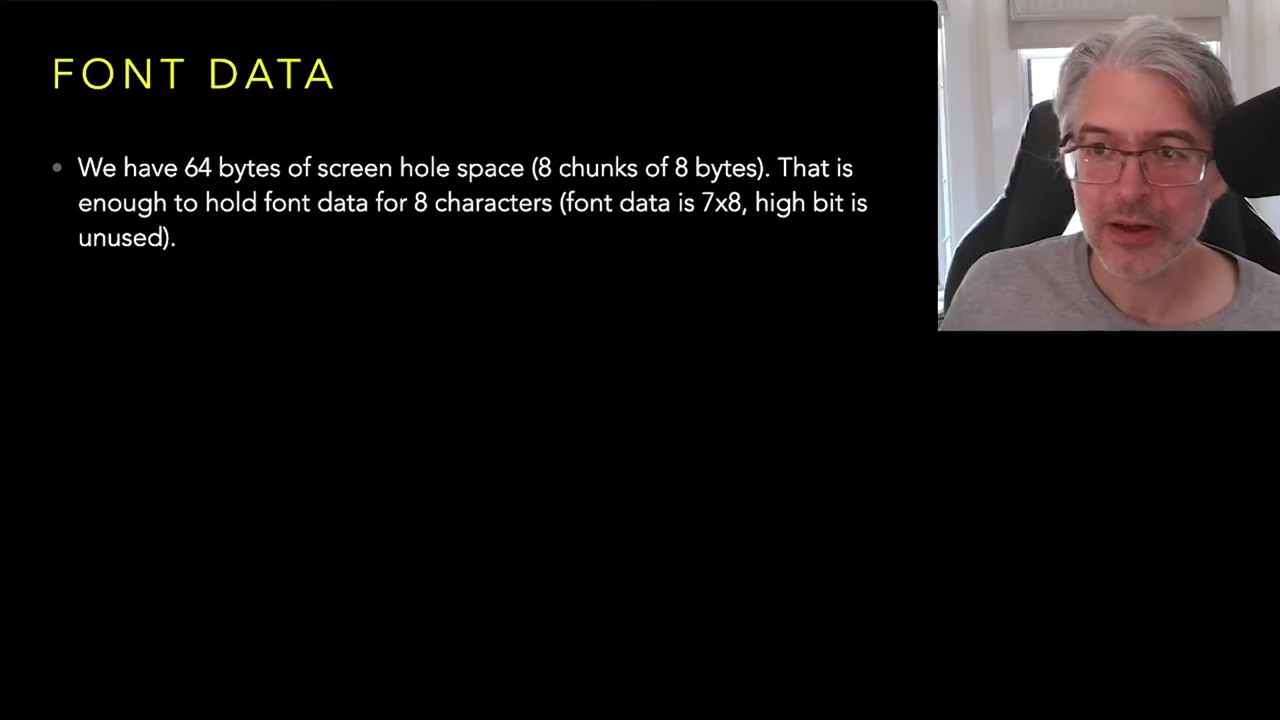 FONT DATA
We have 64 bytes of screen hole space (8 chunks of 8 bytes). That is
enough to hold font data for 8 characters (font data is 7x8, high bit is
unused).